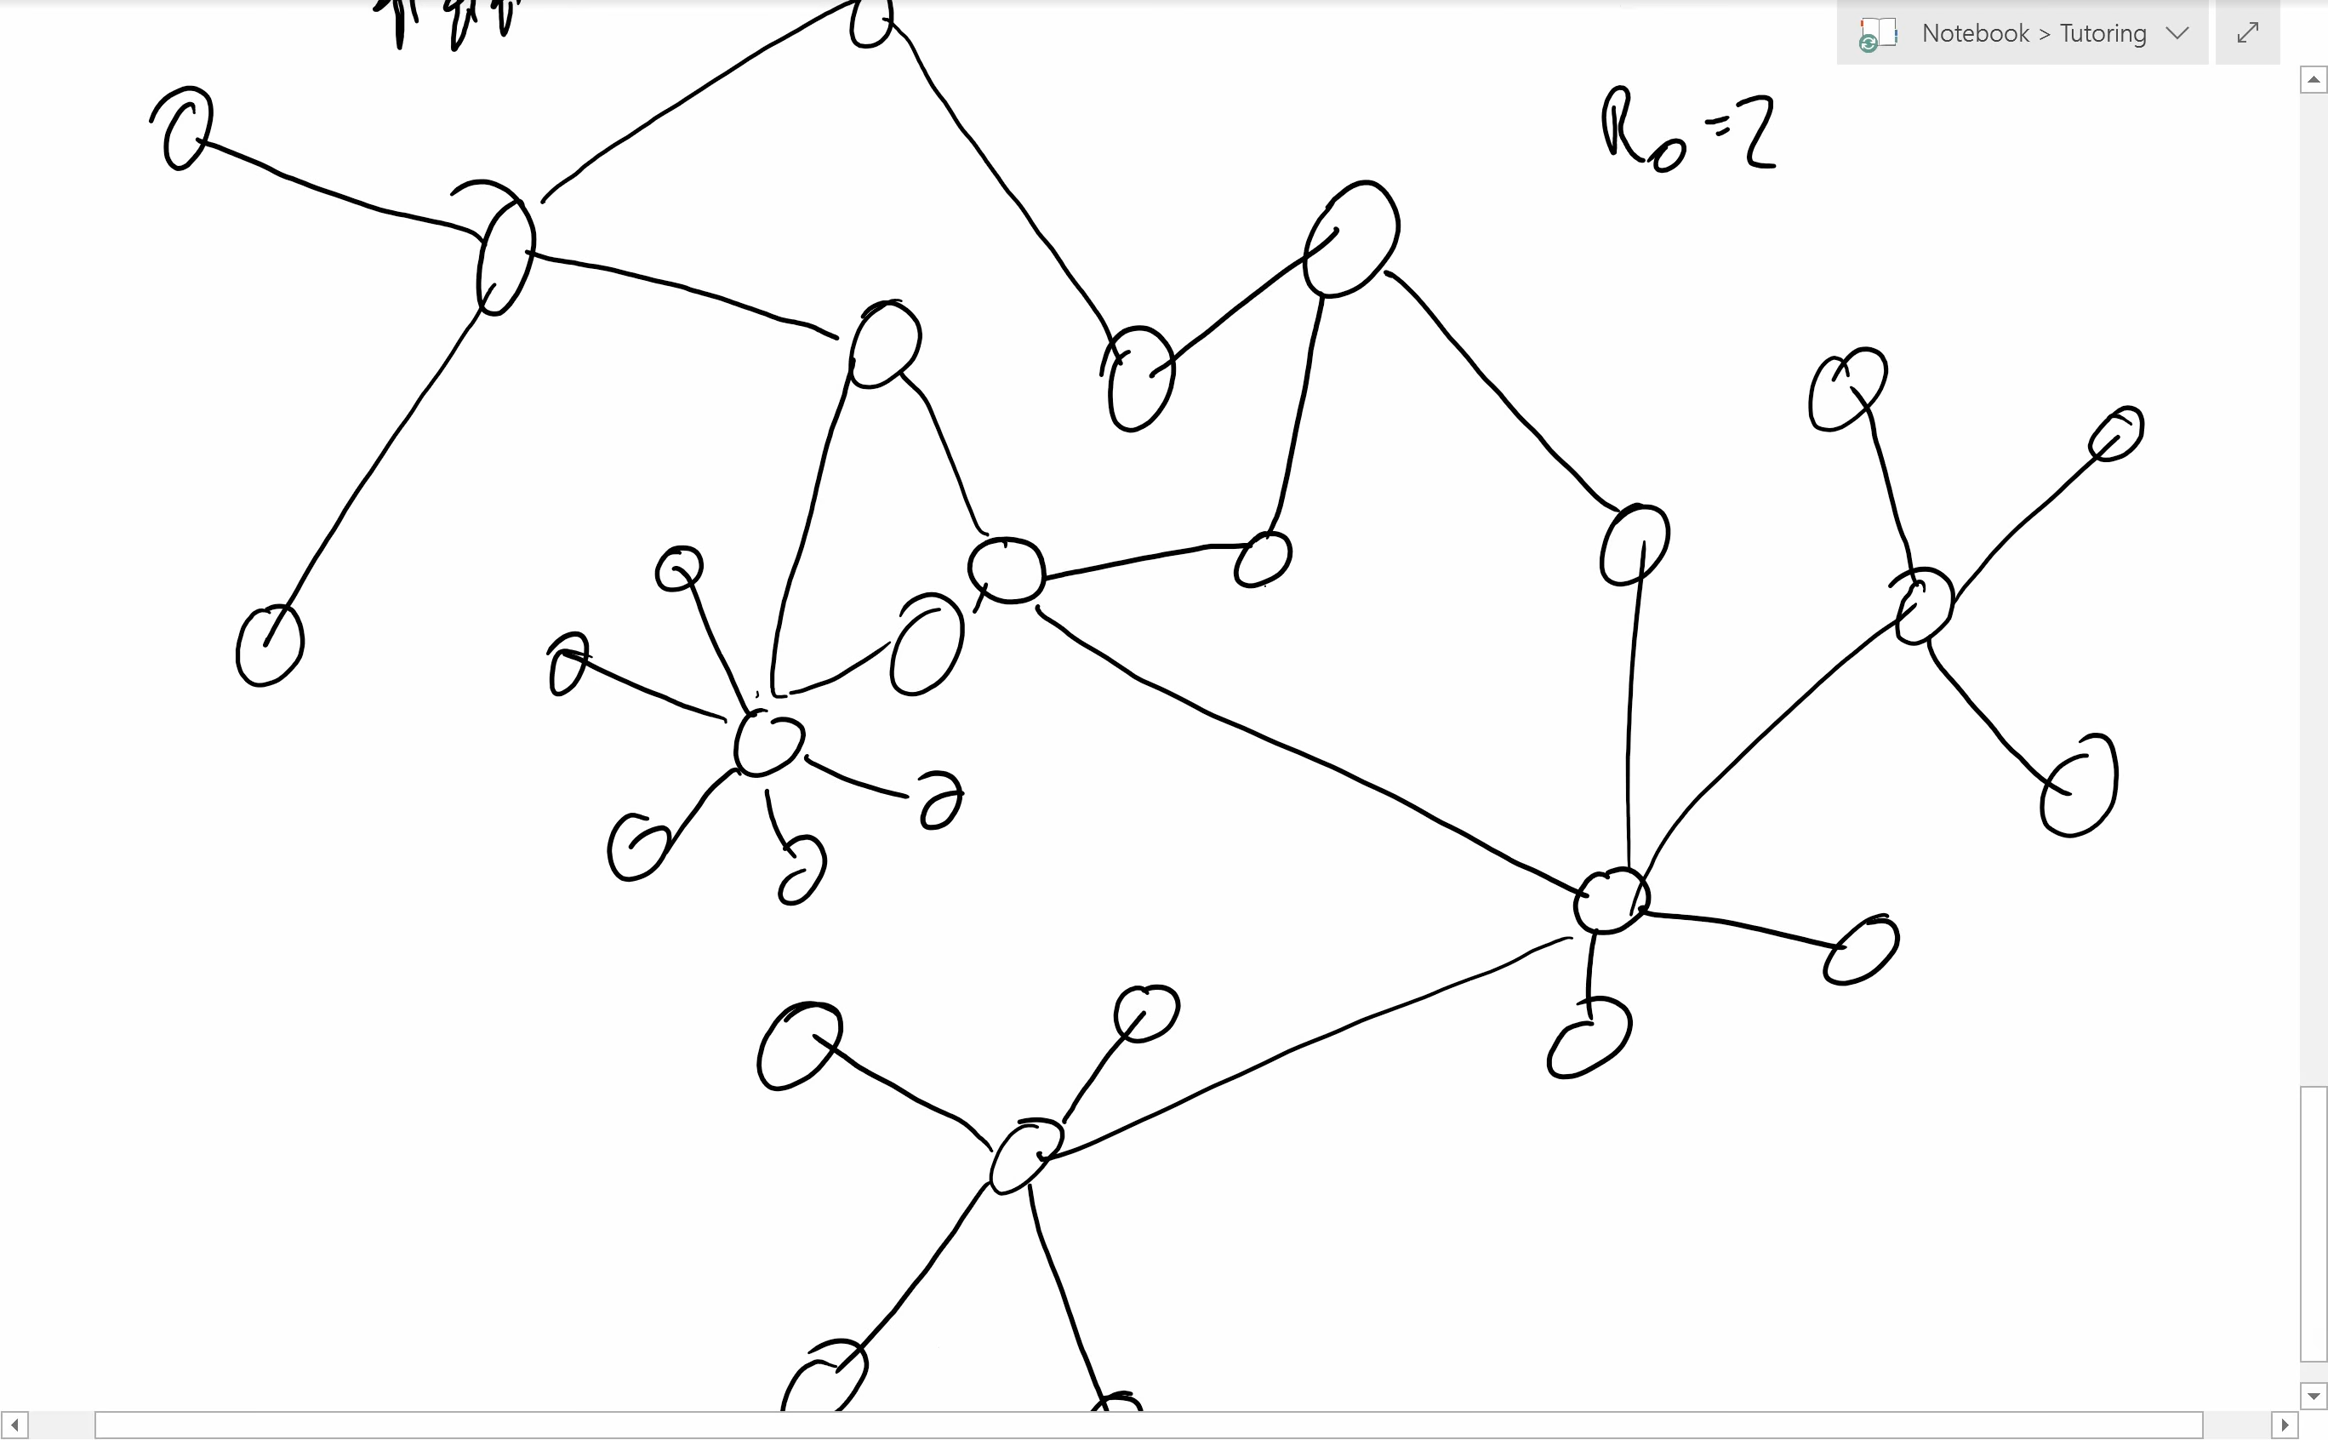 Notebook > Tutoring
R₀ = 2